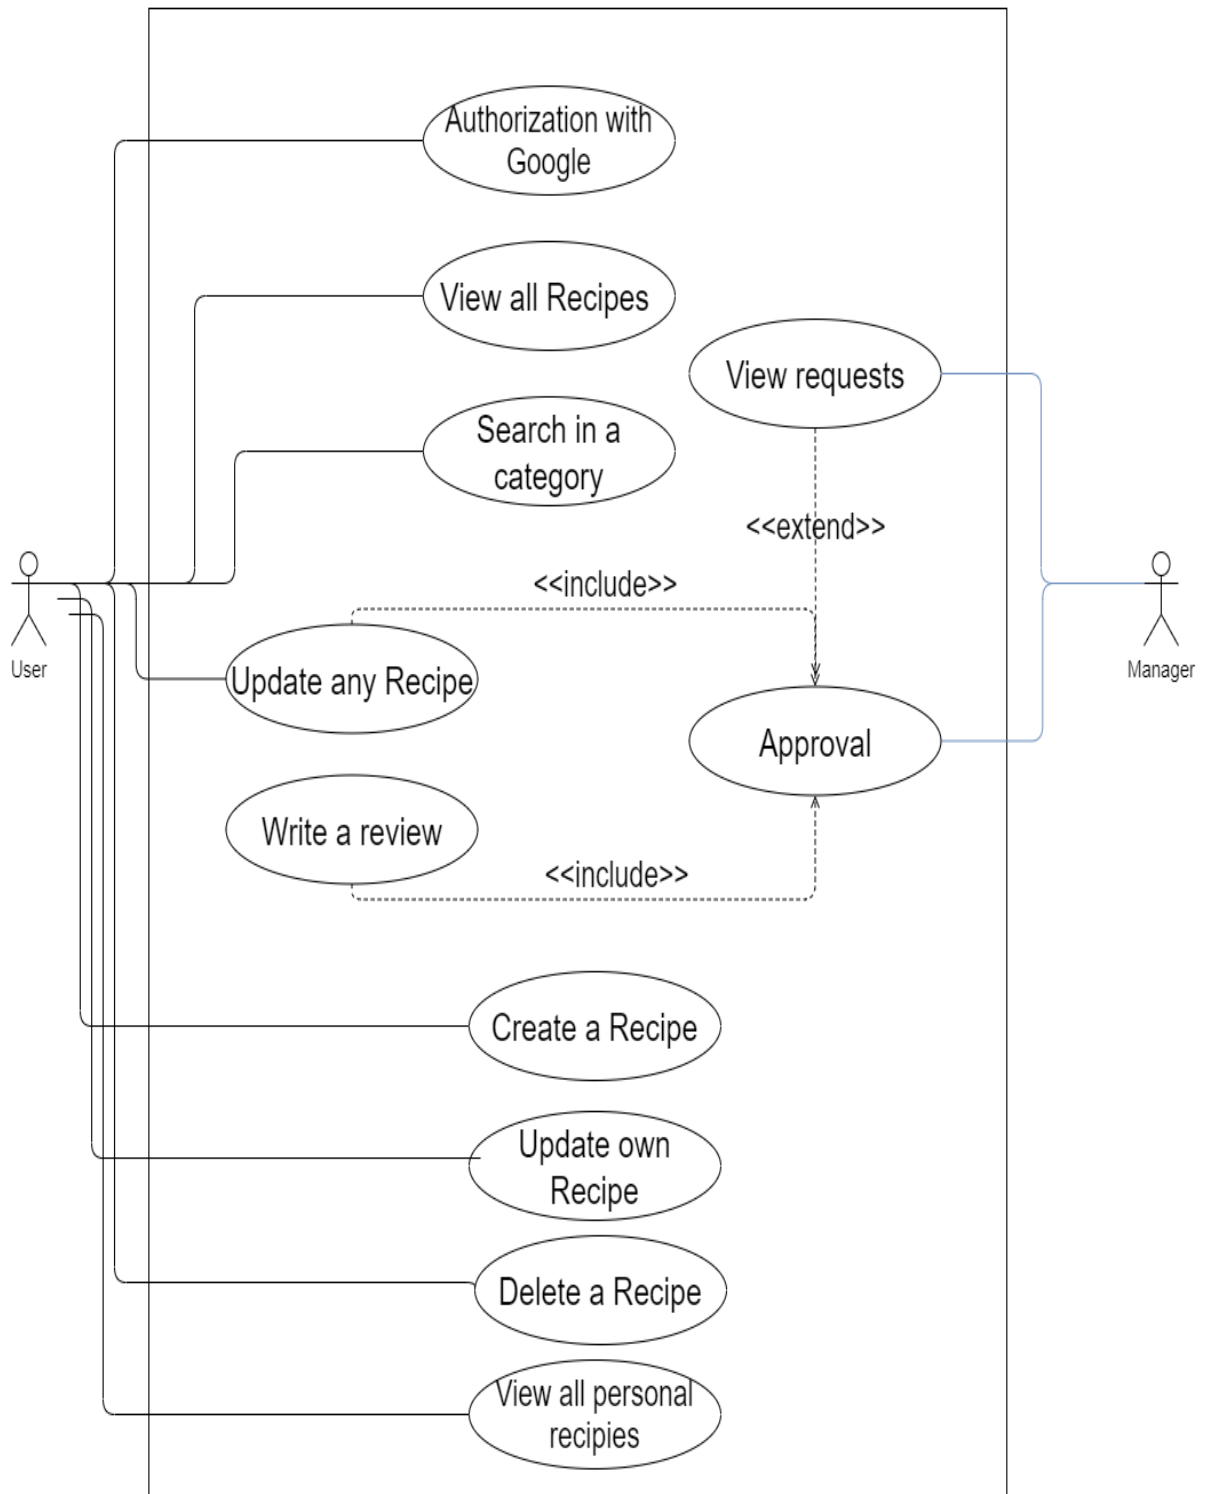 Authorization with
Google
View all Recipes
View requests
Search in a
category
<<extend>>
<<include>>
User
Update any Recipe
Manager
Approval
Write a review
<<include>>
Create a Recipe
Update own
Recipe
Delete a Recipe
View all personal
recipies